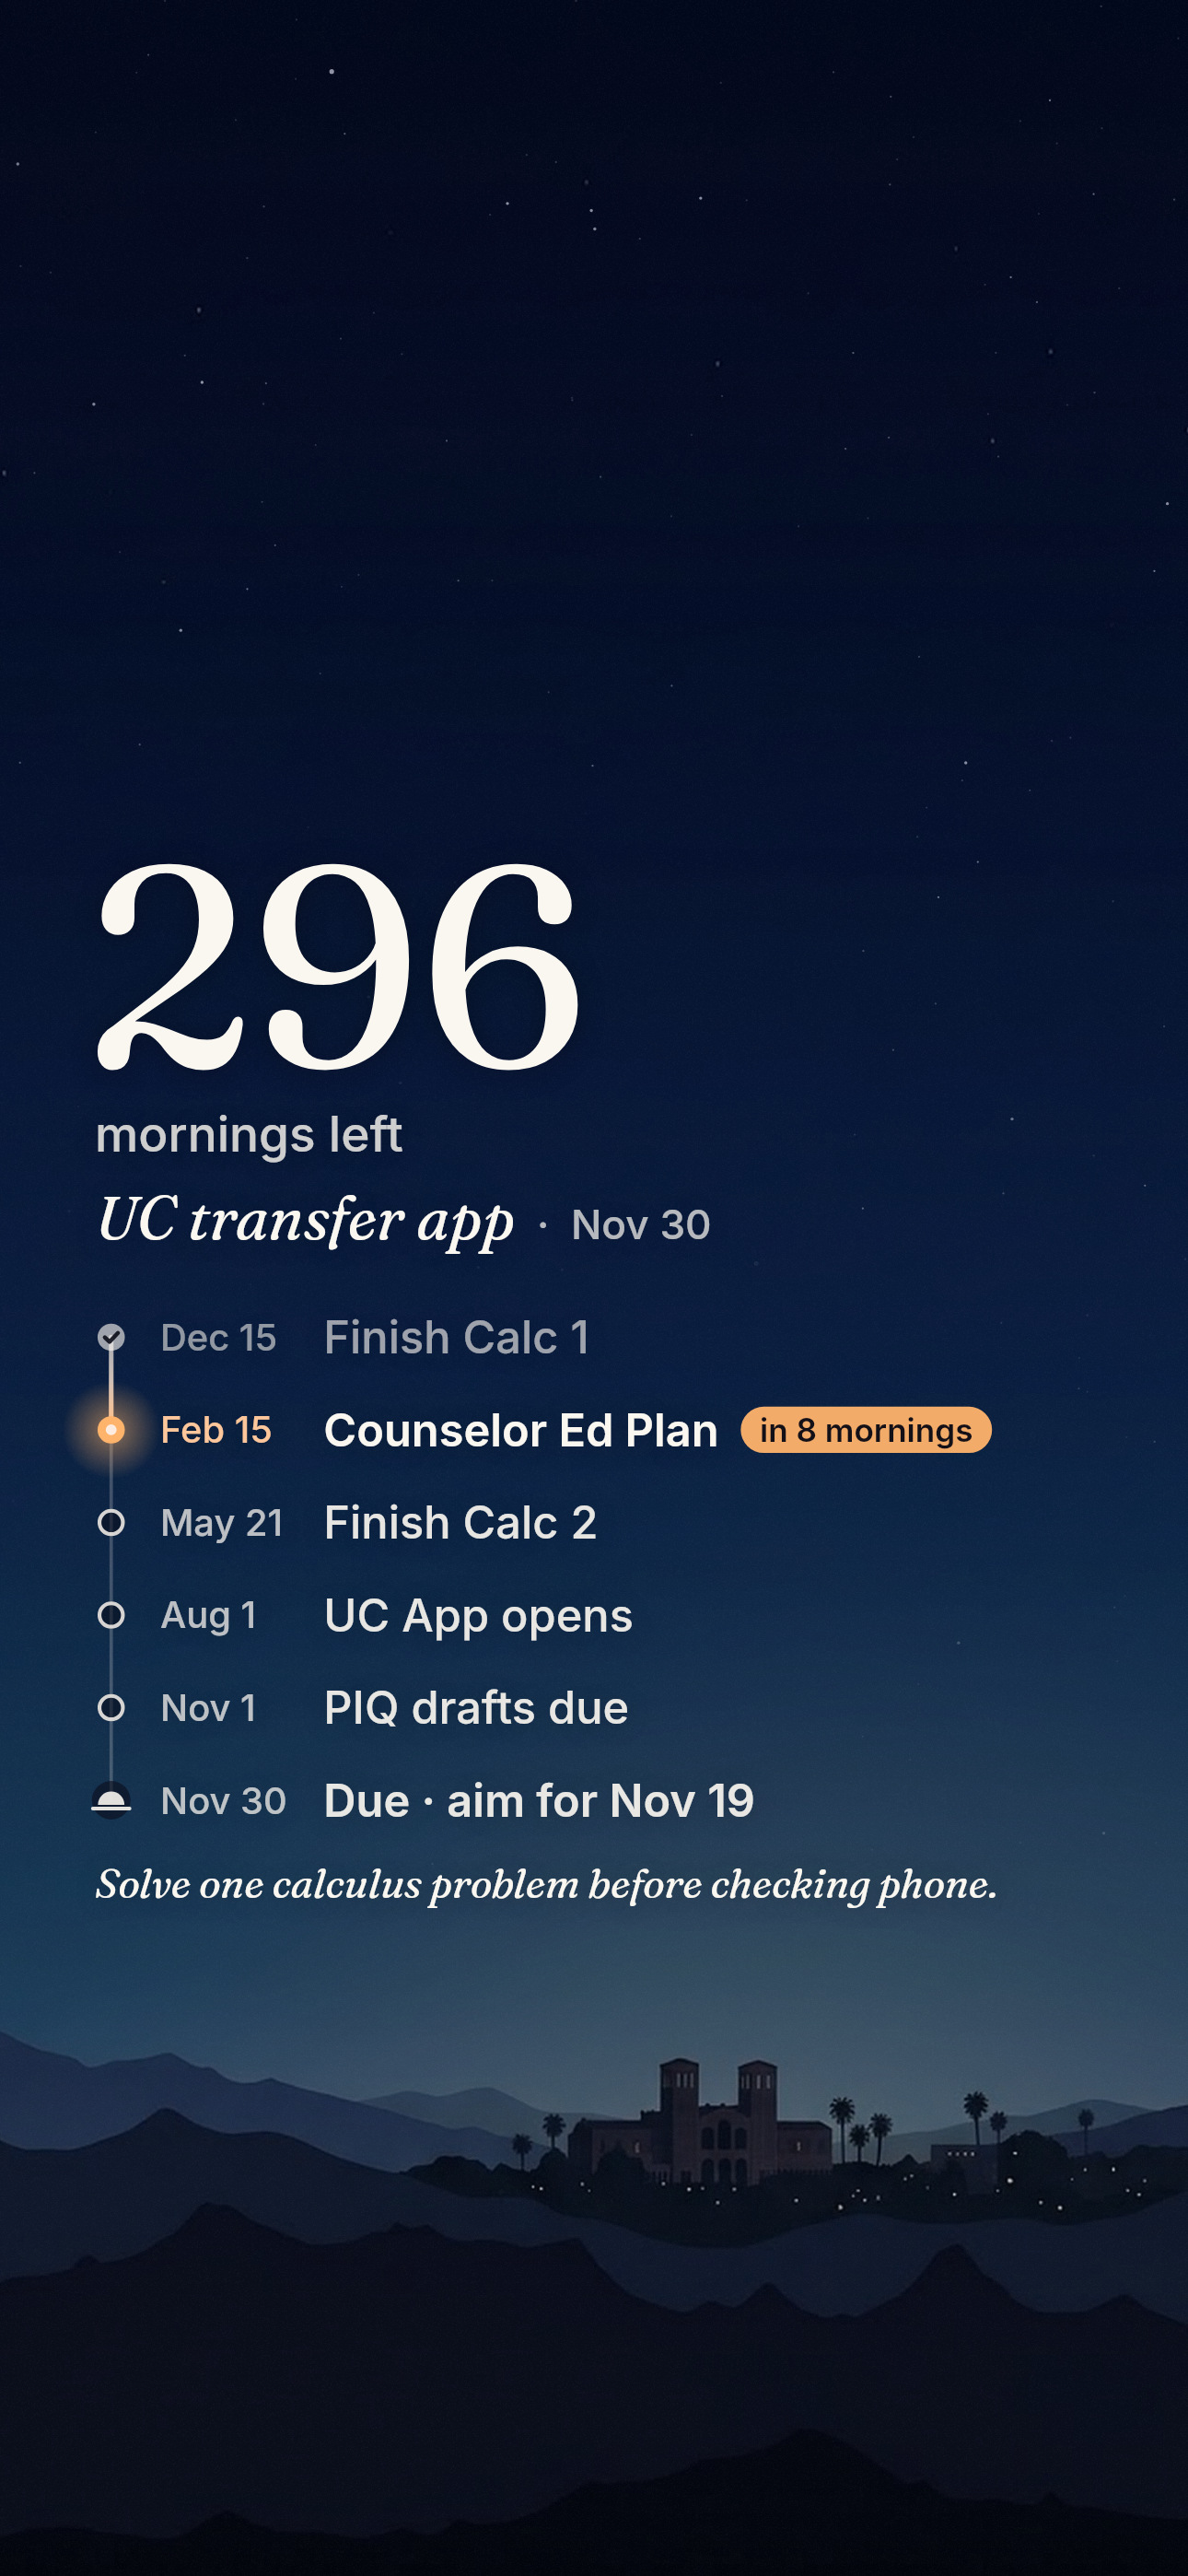 296
mornings left
UC transfer app · Nov 30
Dec 15 Finish Calc 1
Feb 15 Counselor Ed Plan in 8 mornings
May 21 Finish Calc 2
Aug 1 UC App opens
Nov 1 PIQ drafts due
Nov 30 Due · aim for Nov 19
Solve one calculus problem before checking phone.